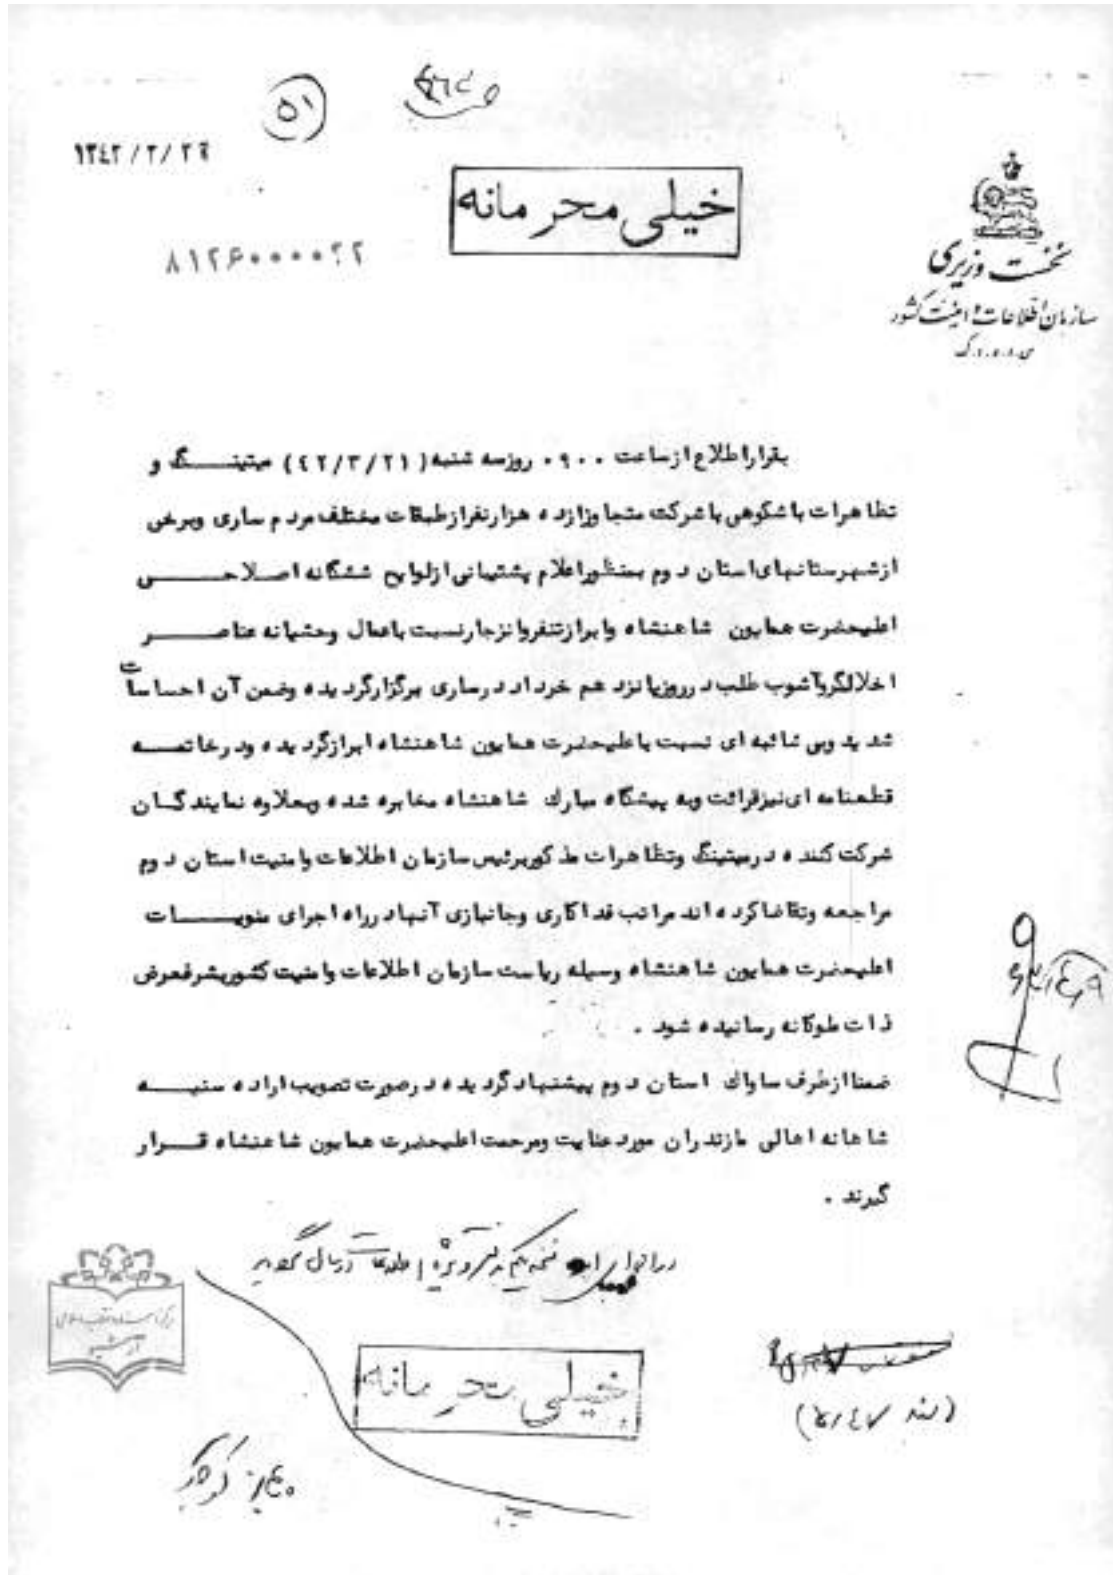 ۵۱
۱۳۴۲/۳/۲۹
خیلی محرمانه
نخست وزیری
سازمان اطلاعات و امنیت کشور
س.ا.و.ا.ک
بقرار اطلاع از ساعت ۰۹۰۰ روز سه شنبه (۴۲/۳/۲۱) میتینگ و
تظاهرات باشکوهی با شرکت متجاوز از ده هزار نفر از طبقات مختلف مردم ساری و برخی
از شهرستانهای استان دوم بمنظور اعلام پشتیبانی از لوایح ششگانه اصلاحی
اعلیحضرت همایون شاهنشاه و ابراز تنفر و انزجار نسبت باعمال وحشیانه عناصر
اخلالگر و آشوب طلب در روز پانزدهم خرداد در ساری برگزار گردیده و ضمن آن احساسات
شدید و بی شائبه ای نسبت باعلیحضرت همایون شاهنشاه ابراز گردیده و در خاتمه
قطعنامه ای نیز قرائت و به پیشگاه مبارك شاهنشاه مخابره شده و بعلاوه نمایندگان
شرکت کننده در میتینگ و تظاهرات مذکور برئیس سازمان اطلاعات و امنیت استان دوم
مراجعه و تقاضا کرده اند مراتب فداکاری و جانبازی آنها در راه اجرای منویات
اعلیحضرت همایون شاهنشاه وسیله ریاست سازمان اطلاعات و امنیت کشور بشرفعرض
ذات ملوکانه رسانیده شود .
ضمنا از طرف ساواك استان دوم پیشنهاد گردیده در صورت تصویب اراده سنیه
شاهانه اهالی مازندران مورد عنایت و مرحمت اعلیحضرت همایون شاهنشاه قرار
گیرند .
خیلی محرمانه